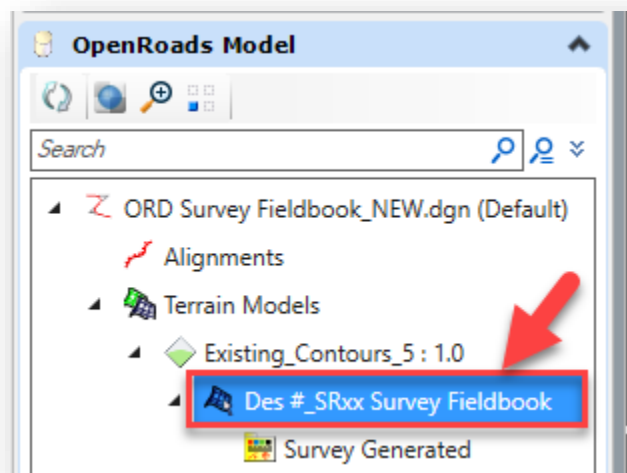 OpenRoads Model
Search
ORD Survey Fieldbook_NEW.dgn (Default)
Alignments
Terrain Models
Existing_Contours_5 : 1.0
Des #_SRxx Survey Fieldbook
Survey Generated